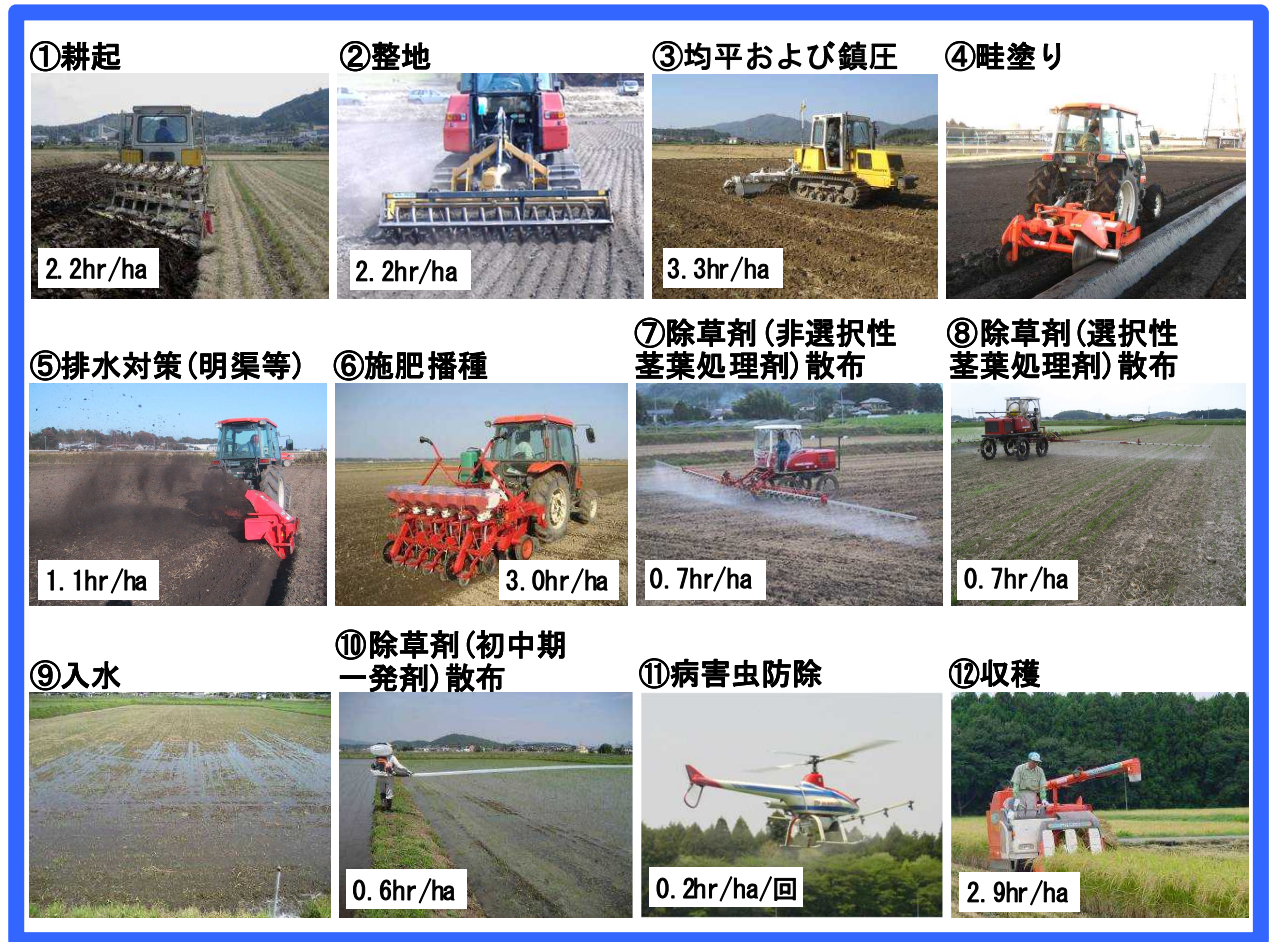 ①耕起
②整地
③均平および鎮圧
④畦塗り
2.2hr/ha
2.2hr/ha
3.3hr/ha
⑤排水対策(明渠等)
⑥施肥播種
⑦除草剤(非選択性
茎葉処理剤)散布
⑧除草剤(選択性
茎葉処理剤)散布
1.1hr/ha
3.0hr/ha
0.7hr/ha
0.7hr/ha
⑨入水
⑩除草剤(初中期
一発剤)散布
⑪病害虫防除
⑫収穫
0.6hr/ha
0.2hr/ha/回
2.9hr/ha